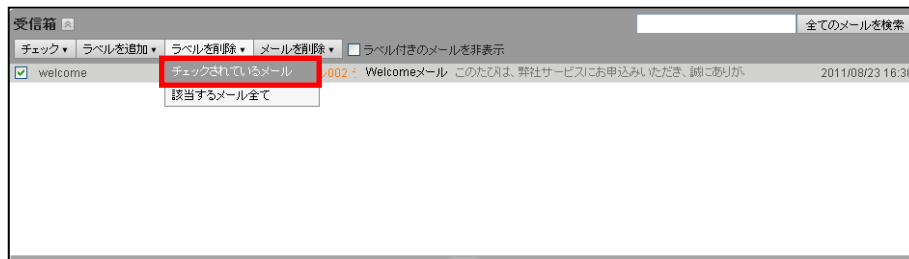 受信箱 全てのメールを検索
チェック ラベルを追加 ラベルを削除 メールを削除 ラベル付きのメールを非表示
welcome チェックされているメール 002 Welcomeメール このたびは、弊社サービスにお申込みいただき、誠にありが 2011/08/23 16:30
該当するメール全て